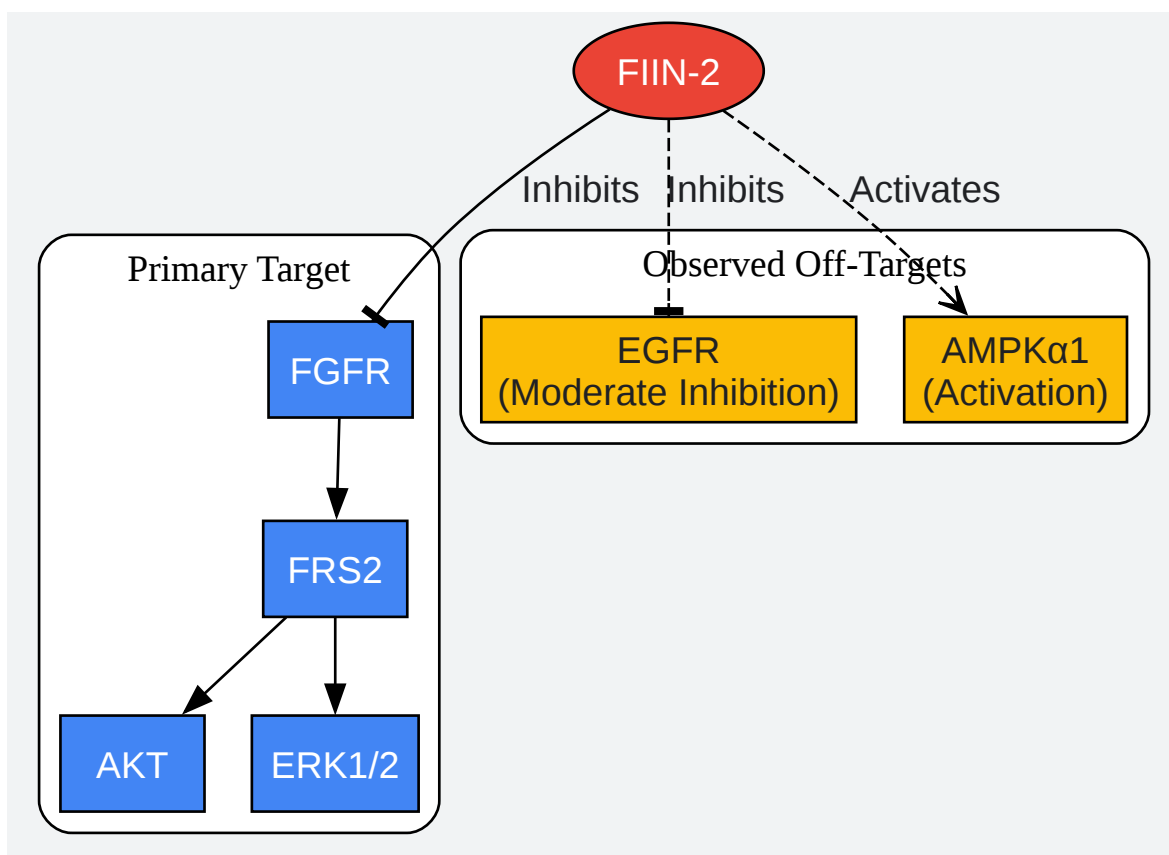 FIIN-2
Inhibits
Inhibits
Activates
Primary Target
Observed Off-Targets
FGFR
EGFR
(Moderate Inhibition)
AMPKα1
(Activation)
FRS2
AKT
ERK1/2